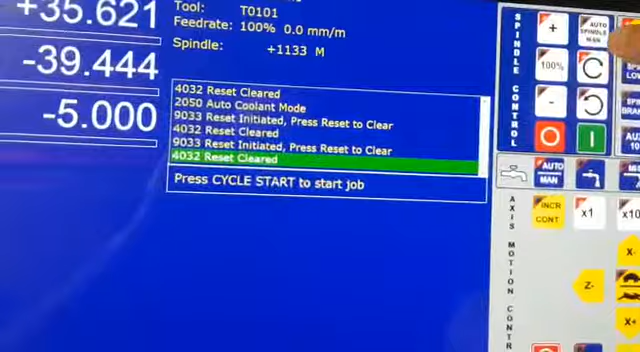 +35.621
-39.444
-5.000
Tool: T0101
Feedrate: 100% 0.0 mm/m
Spindle: +1133 M
4032 Reset Cleared
2050 Auto Coolant Mode
9033 Reset Initiated, Press Reset to Clear
4032 Reset Cleared
9033 Reset Initiated, Press Reset to Clear
4032 Reset Cleared
Press CYCLE START to start job
SPINDLE CONTROL
+
AUTO
SPINDLE
MAN
100%
-
AUTO
MAN
AXIS MOTION CONTR
INCR
CONT
x1
x10
X-
Z-
X+